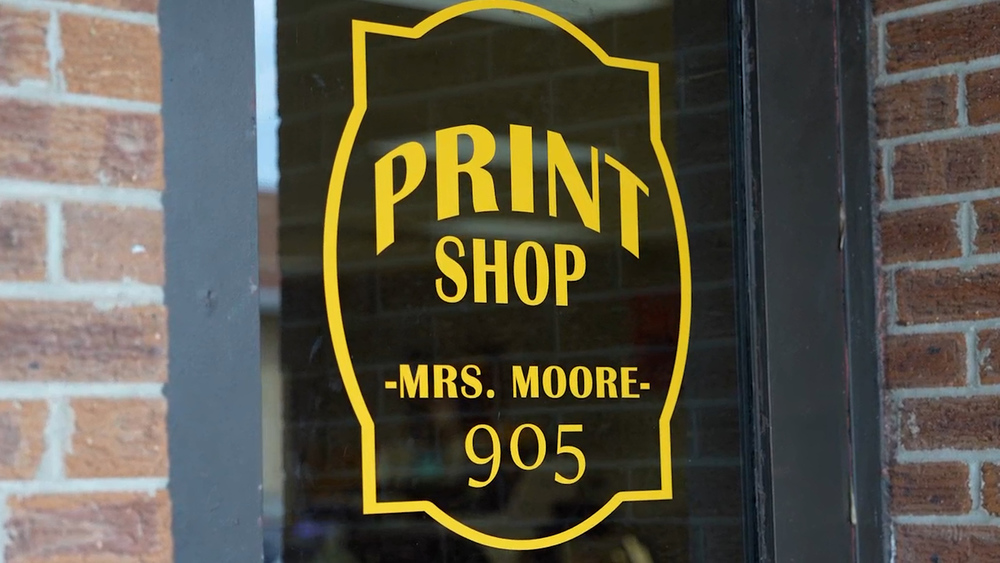 PRINT
SHOP
-MRS. MOORE-
905